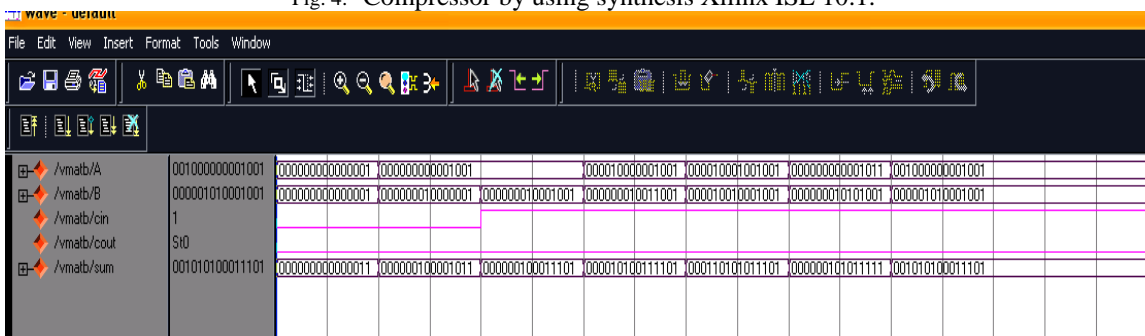 Fig. 4. Compressor by using synthesis Xilinx ISE 10.1.
wave - default
File Edit View Insert Format Tools Window
/vmatb/A 001000000001001 000000000000001 000000000001001 000010000001001 000010001001001 000000000001011 001000000001001
/vmatb/B 000001010001001 000000000000001 000000010000001 000000010001001 000000010011001 000010010001001 000000010101001 000001010001001
/vmatb/cin 1
/vmatb/cout St0
/vmatb/sum 001010100011101 000000000000011 000000100001011 000000100011101 000010100111101 000110101011101 000000101011111 001010100011101